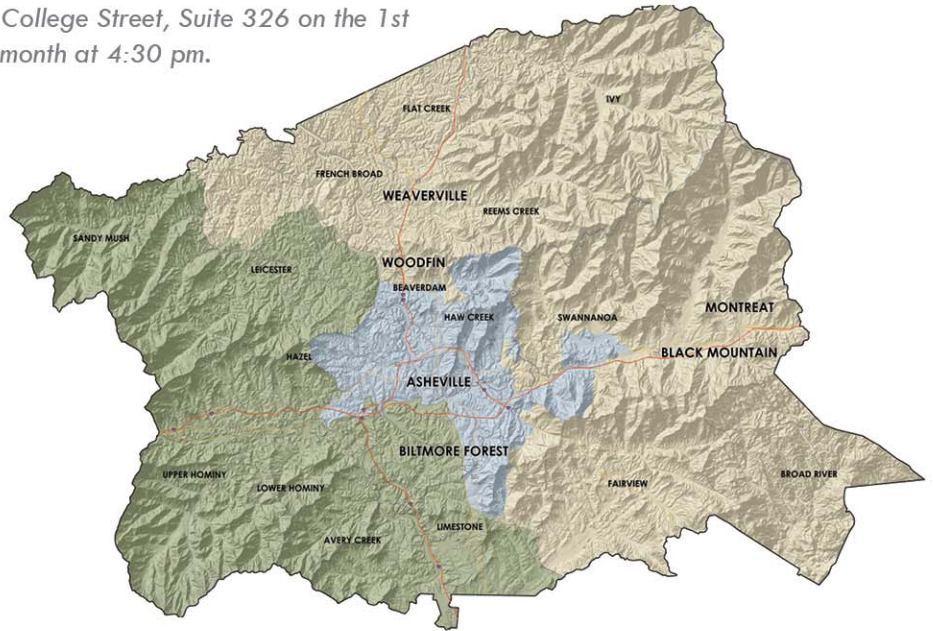 College Street, Suite 326 on the 1st
month at 4:30 pm.
FLAT CREEK
IVY
FRENCH BROAD
WEAVERVILLE
REEMS CREEK
SANDY MUSH
LEICESTER
WOODFIN
BEAVERDAM
HAW CREEK
SWANNANOA
MONTREAT
HAZEL
BLACK MOUNTAIN
ASHEVILLE
BILTMORE FOREST
UPPER HOMINY
LOWER HOMINY
FAIRVIEW
BROAD RIVER
LIMESTONE
AVERY CREEK